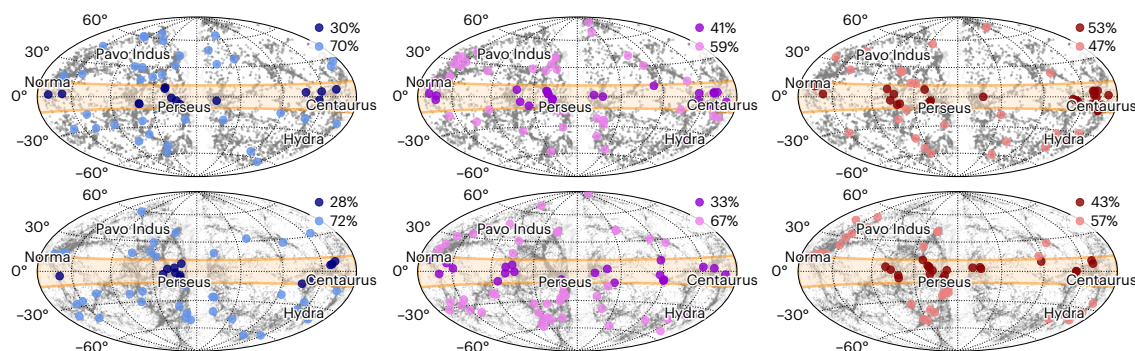 60° 30% 60° 41% 60° 53%
70% 59% 47%
30° Pavo Indus 30° Pavo Indus 30° Pavo Indus
Norma Norma Norma
0° Perseus Centaurus 0° Perseus Centaurus 0° Perseus Centaurus
−30° Hydra −30° Hydra −30° Hydra
−60° −60° −60°
60° 28% 60° 33% 60° 43%
72% 67% 57%
30° Pavo Indus 30° Pavo Indus 30° Pavo Indus
Norma Norma Norma
0° Perseus Centaurus 0° Perseus Centaurus 0° Perseus Centaurus
−30° Hydra −30° Hydra −30° Hydra
−60° −60° −60°